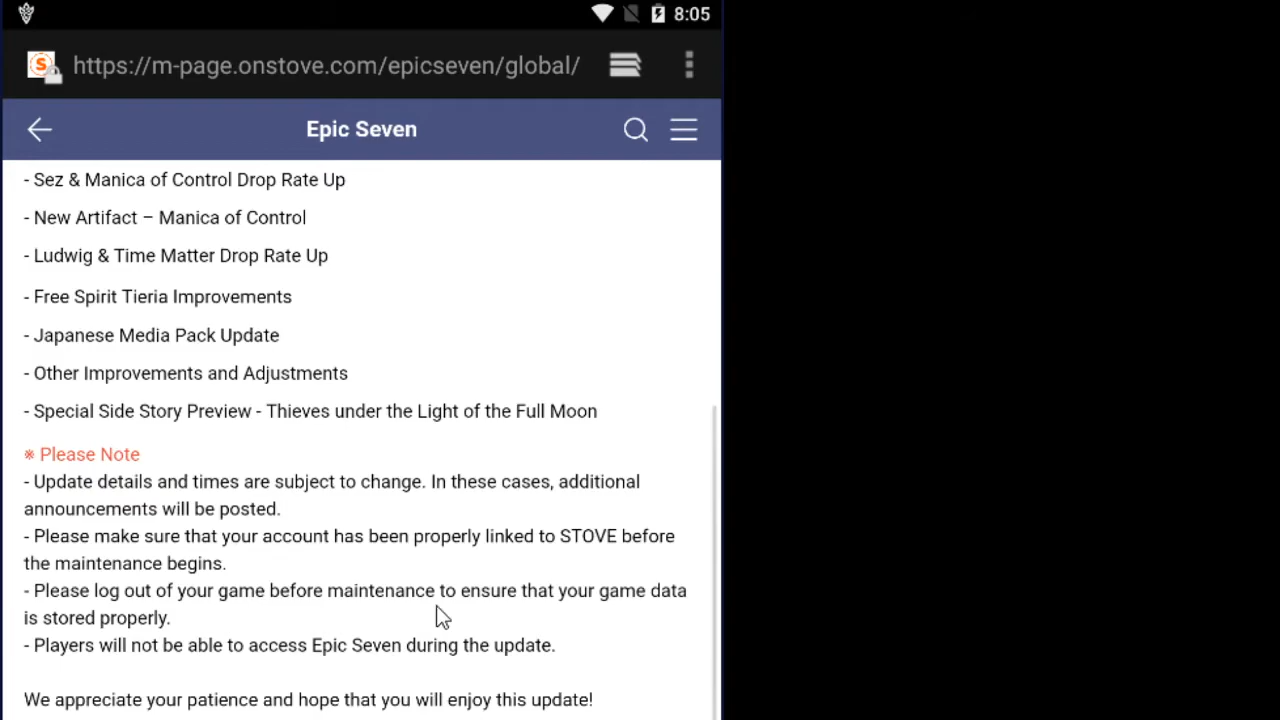 8:05
S
https://m-page.onstove.com/epicseven/global/
Epic Seven
- Sez & Manica of Control Drop Rate Up
- New Artifact – Manica of Control
- Ludwig & Time Matter Drop Rate Up
- Free Spirit Tieria Improvements
- Japanese Media Pack Update
- Other Improvements and Adjustments
- Special Side Story Preview - Thieves under the Light of the Full Moon
※ Please Note
- Update details and times are subject to change. In these cases, additional
announcements will be posted.
- Please make sure that your account has been properly linked to STOVE before
the maintenance begins.
- Please log out of your game before maintenance to ensure that your game data
is stored properly.
- Players will not be able to access Epic Seven during the update.
We appreciate your patience and hope that you will enjoy this update!